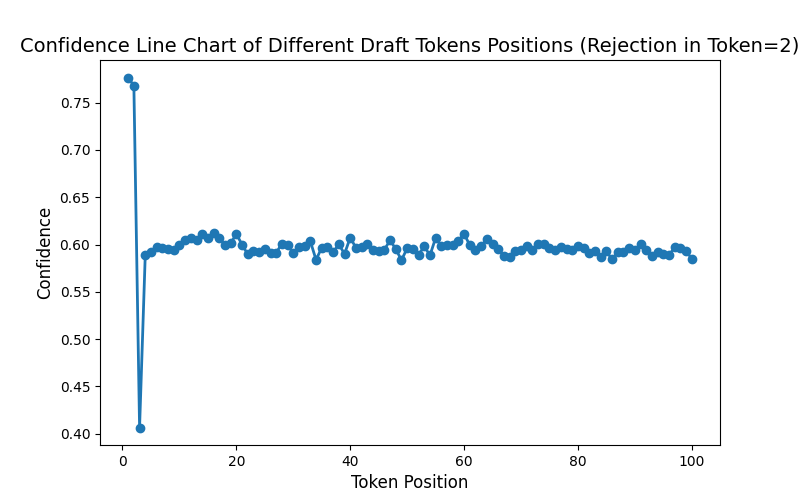 Confidence Line Chart of Different Draft Tokens Positions (Rejection in Token=2)
Confidence
0.75
0.70
0.65
0.60
0.55
0.50
0.45
0.40
0 20 40 60 80 100
Token Position